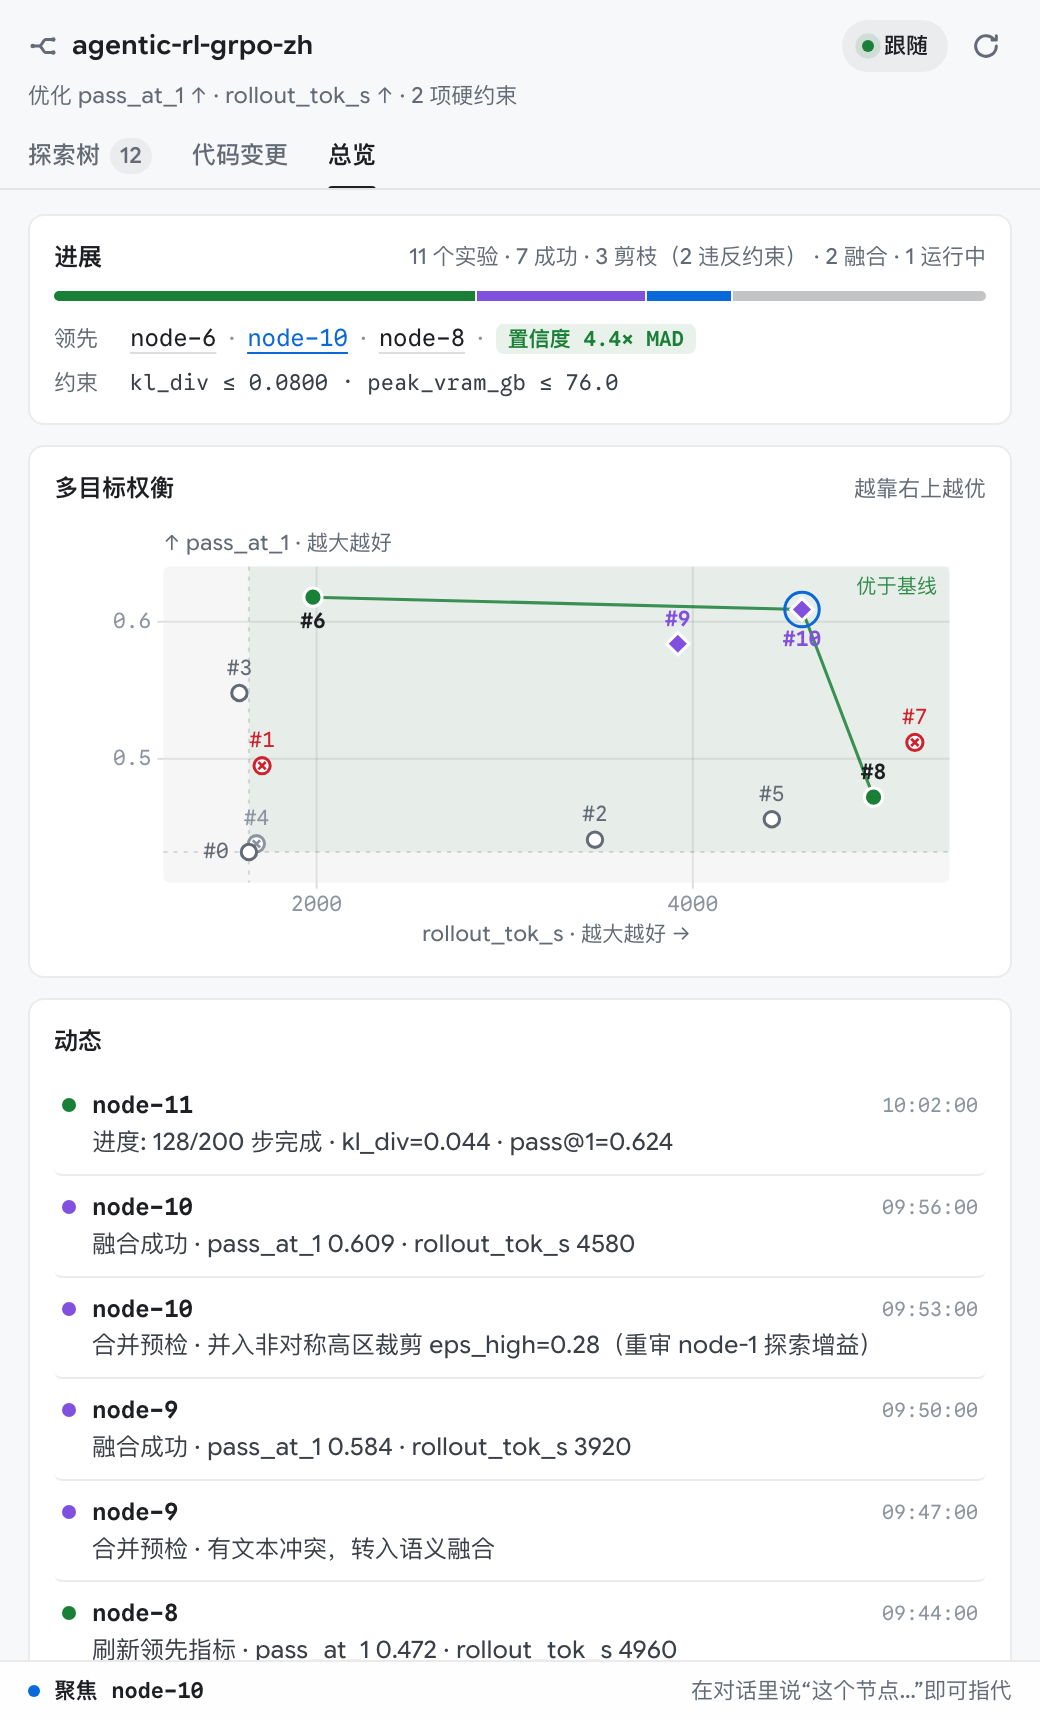 agentic-rl-grpo-zh
跟随
优化 pass_at_1 ↑ · rollout_tok_s ↑ · 2 项硬约束
探索树 12 代码变更 总览
进展
11 个实验 · 7 成功 · 3 剪枝（2 违反约束） · 2 融合 · 1 运行中
领先 node-6 · node-10 · node-8 · 置信度 4.4× MAD
约束 kl_div ≤ 0.0800 · peak_vram_gb ≤ 76.0
多目标权衡
越靠右上越优
↑ pass_at_1 · 越大越好
优于基线
0.6
#6
#9
#10
#3
#7
#1
0.5
#8
#5
#2
#4
#0
2000 4000
rollout_tok_s · 越大越好 →
动态
node-11 10:02:00
进度: 128/200 步完成 · kl_div=0.044 · pass@1=0.624
node-10 09:56:00
融合成功 · pass_at_1 0.609 · rollout_tok_s 4580
node-10 09:53:00
合并预检 · 并入非对称高区裁剪 eps_high=0.28（重审 node-1 探索增益）
node-9 09:50:00
融合成功 · pass_at_1 0.584 · rollout_tok_s 3920
node-9 09:47:00
合并预检 · 有文本冲突，转入语义融合
node-8 09:44:00
刷新领先指标 · pass_at_1 0.472 · rollout_tok_s 4960
聚焦 node-10
在对话里说“这个节点…”即可指代